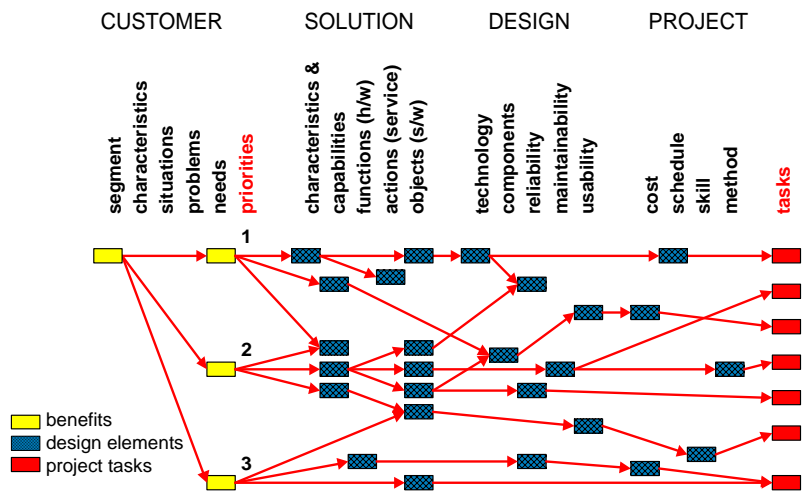 CUSTOMER
SOLUTION
DESIGN
PROJECT
segment
characteristics
situations
problems
needs
priorities
characteristics &
capabilities
functions (h/w)
actions (service)
objects (s/w)
technology
components
reliability
maintainability
usability
cost
schedule
skill
method
tasks
1
2
3
benefits
design elements
project tasks